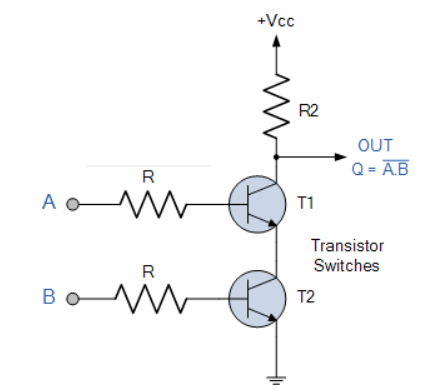 +Vcc
R2
OUT
Q = A.B
R
A
T1
Transistor
Switches
R
B
T2